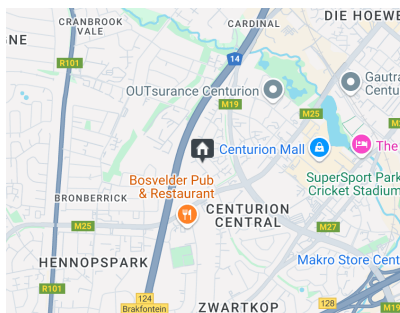 CRANBROOK
VALE
CARDINAL
DIE HOEWE
NE
R101
14
OUTsurance Centurion
Gautra
Centu
M19
M25
Centurion Mall
The
Bosvelder Pub
& Restaurant
SuperSport Park
Cricket Stadium
BRONBERRICK
CENTURION
CENTRAL
M25
M27
HENNOPSPARK
Makro Store Cent
R101
124
Brakfontein
ZWARTKOP
128
M19